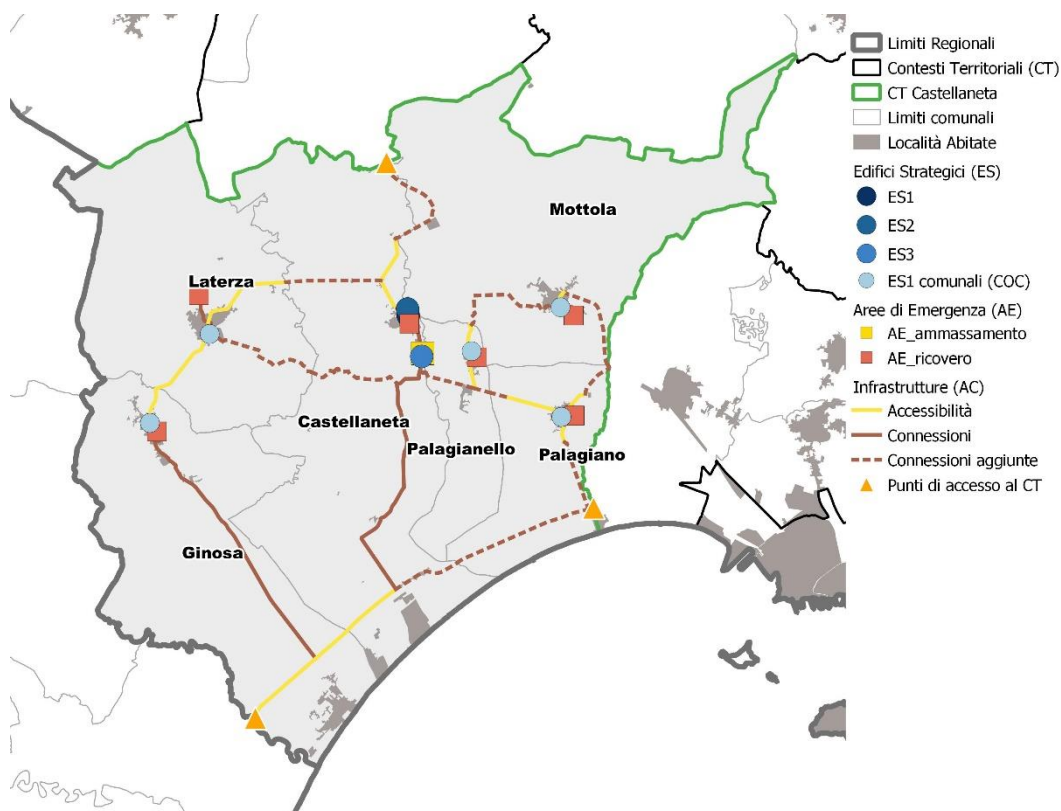 Limiti Regionali
Contesti Territoriali (CT)
CT Castellaneta
Limiti comunali
Località Abitate
Edifici Strategici (ES)
ES1
ES2
ES3
ES1 comunali (COC)
Aree di Emergenza (AE)
AE_ammassamento
AE_ricovero
Infrastrutture (AC)
Accessibilità
Connessioni
Connessioni aggiunte
Punti di accesso al CT
Mottola
Laterza
Castellaneta
Palagianello
Palagiano
Ginosa